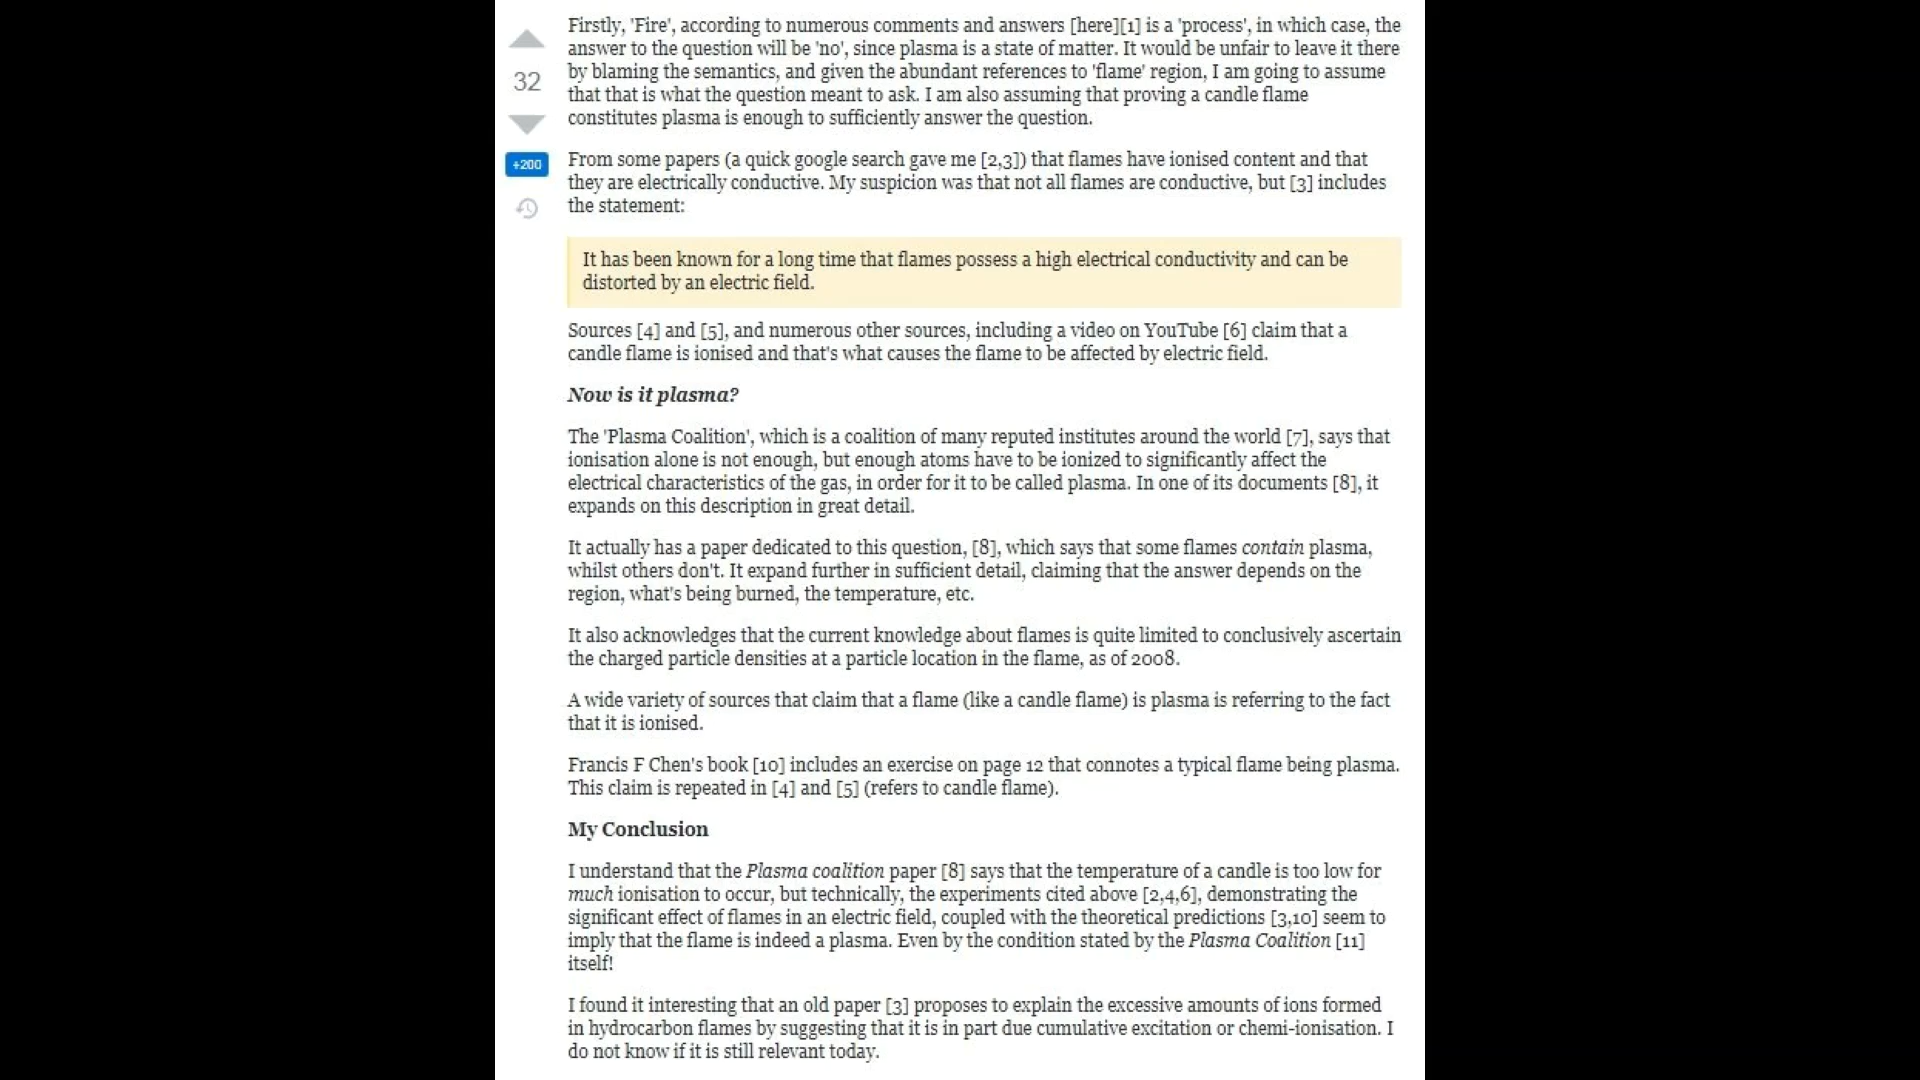 Firstly, 'Fire', according to numerous comments and answers [here][1] is a 'process', in which case, the
answer to the question will be 'no', since plasma is a state of matter. It would be unfair to leave it there
by blaming the semantics, and given the abundant references to 'flame' region, I am going to assume
that that is what the question meant to ask. I am also assuming that proving a candle flame
constitutes plasma is enough to sufficiently answer the question.
32
+200
From some papers (a quick google search gave me [2,3]) that flames have ionised content and that
they are electrically conductive. My suspicion was that not all flames are conductive, but [3] includes
the statement:
It has been known for a long time that flames possess a high electrical conductivity and can be
distorted by an electric field.
Sources [4] and [5], and numerous other sources, including a video on YouTube [6] claim that a
candle flame is ionised and that's what causes the flame to be affected by electric field.
Now is it plasma?
The 'Plasma Coalition', which is a coalition of many reputed institutes around the world [7], says that
ionisation alone is not enough, but enough atoms have to be ionized to significantly affect the
electrical characteristics of the gas, in order for it to be called plasma. In one of its documents [8], it
expands on this description in great detail.
It actually has a paper dedicated to this question, [8], which says that some flames contain plasma,
whilst others don't. It expand further in sufficient detail, claiming that the answer depends on the
region, what's being burned, the temperature, etc.
It also acknowledges that the current knowledge about flames is quite limited to conclusively ascertain
the charged particle densities at a particle location in the flame, as of 2008.
A wide variety of sources that claim that a flame (like a candle flame) is plasma is referring to the fact
that it is ionised.
Francis F Chen's book [10] includes an exercise on page 12 that connotes a typical flame being plasma.
This claim is repeated in [4] and [5] (refers to candle flame).
My Conclusion
I understand that the Plasma coalition paper [8] says that the temperature of a candle is too low for
much ionisation to occur, but technically, the experiments cited above [2,4,6], demonstrating the
significant effect of flames in an electric field, coupled with the theoretical predictions [3,10] seem to
imply that the flame is indeed a plasma. Even by the condition stated by the Plasma Coalition [11]
itself!
I found it interesting that an old paper [3] proposes to explain the excessive amounts of ions formed
in hydrocarbon flames by suggesting that it is in part due cumulative excitation or chemi-ionisation. I
do not know if it is still relevant today.